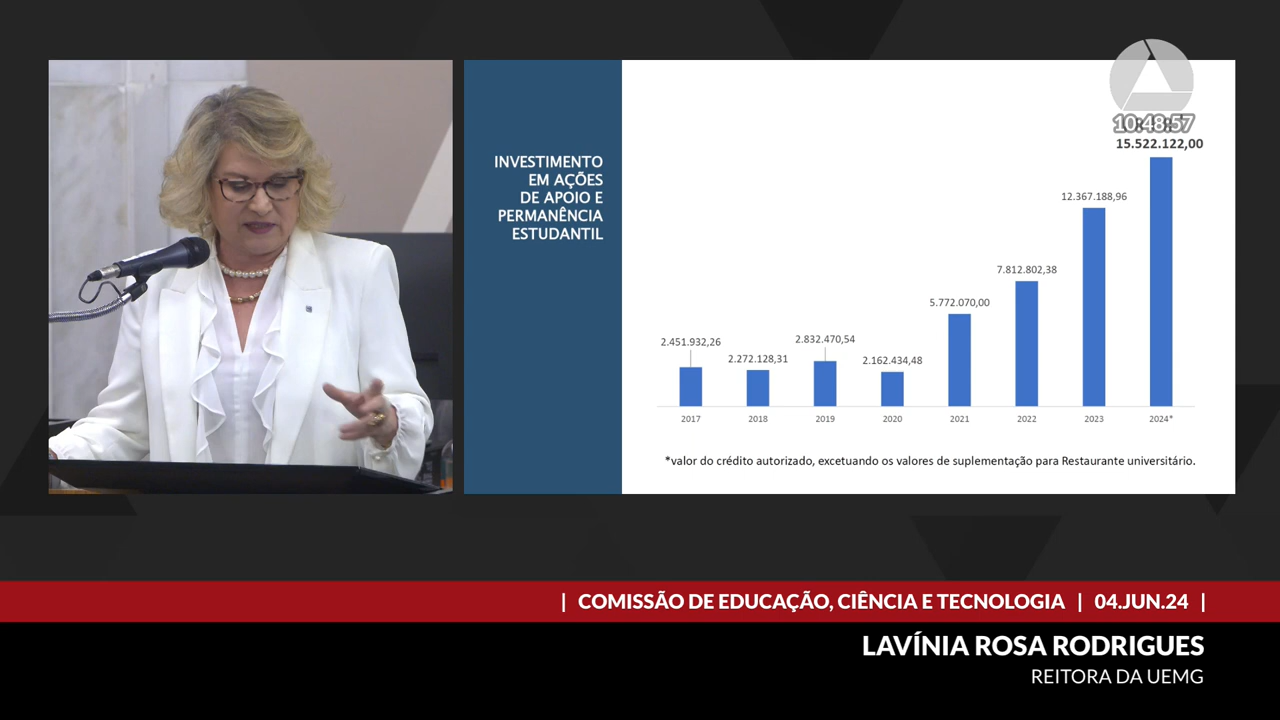 10:48:57
INVESTIMENTO
EM AÇÕES
DE APOIO E
PERMANÊNCIA
ESTUDANTIL
15.522.122,00
12.367.188,96
7.812.802,38
5.772.070,00
2.451.932,26
2.832.470,54
2.272.128,31
2.162.434,48
2017 2018 2019 2020 2021 2022 2023 2024*
*valor do crédito autorizado, excetuando os valores de suplementação para Restaurante universitário.
| COMISSÃO DE EDUCAÇÃO, CIÊNCIA E TECNOLOGIA | 04.JUN.24 |
LAVÍNIA ROSA RODRIGUES
REITORA DA UEMG